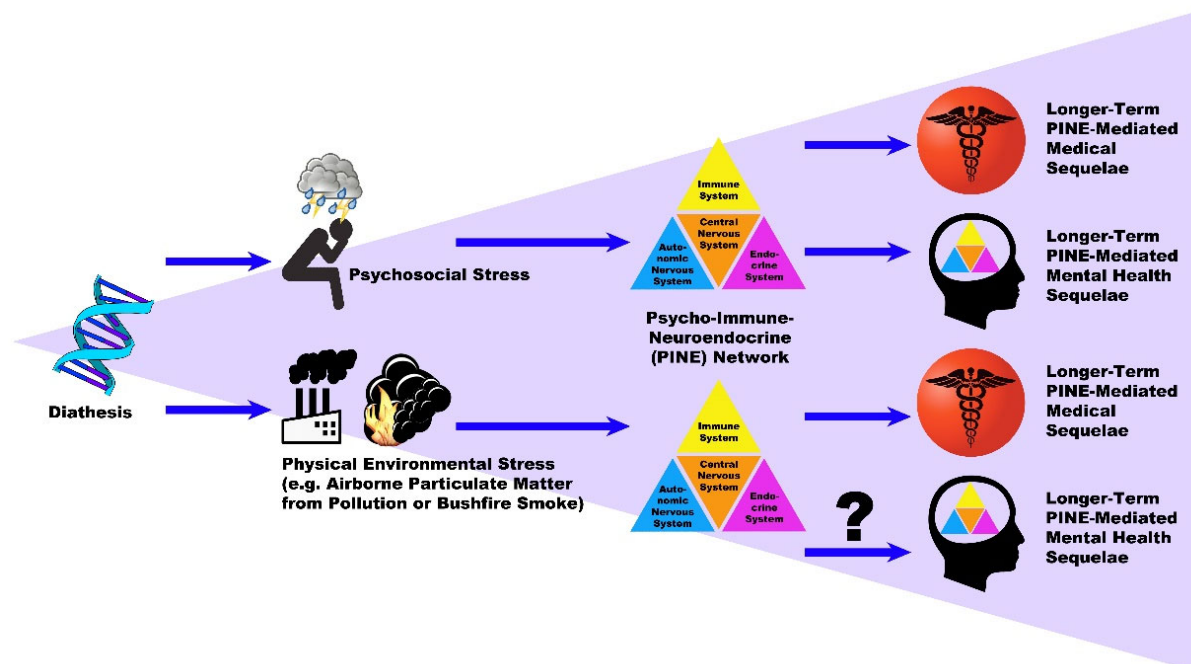 Diathesis
Psychosocial Stress
Physical Environmental Stress
(e.g. Airborne Particulate Matter
from Pollution or Bushfire Smoke)
Immune
System
Central
Nervous
System
Auto-
nomic
Nervous
System
Endo-
crine
System
Psycho-Immune-
Neuroendocrine
(PINE) Network
Immune
System
Central
Nervous
System
Auto-
nomic
Nervous
System
Endo-
crine
System
?
Longer-Term
PINE-Mediated
Medical
Sequelae
Longer-Term
PINE-Mediated
Mental Health
Sequelae
Longer-Term
PINE-Mediated
Medical
Sequelae
Longer-Term
PINE-Mediated
Mental Health
Sequelae